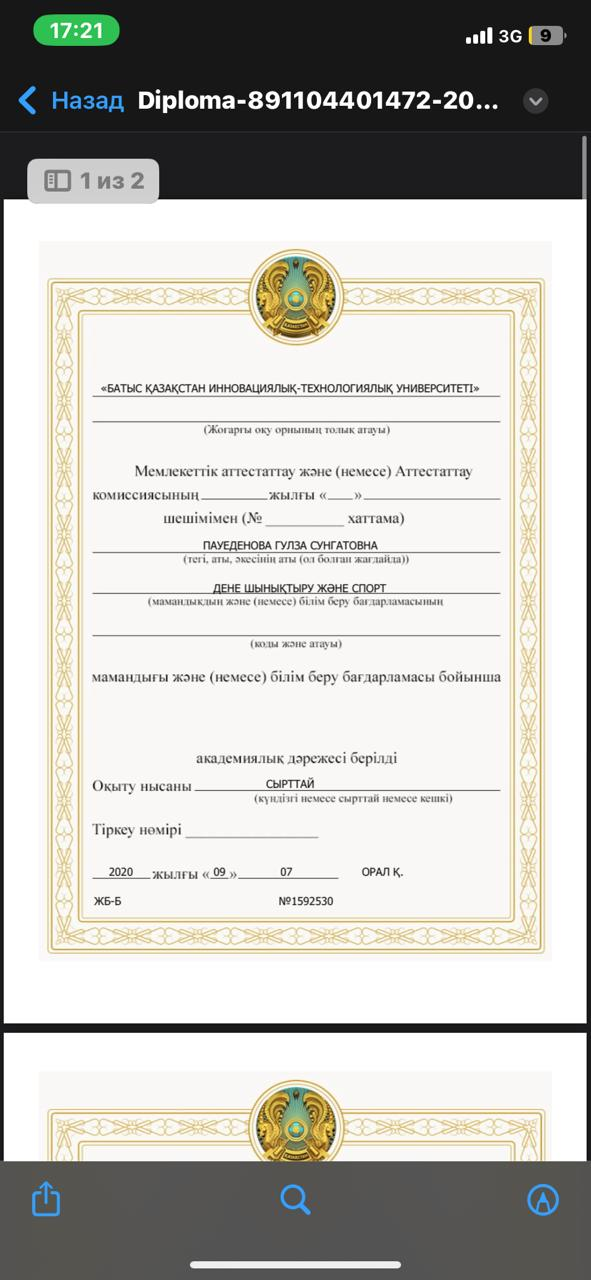 17:21
3G 9
Назад Diploma-891104401472-20...
1 из 2
«БАТЫС ҚАЗАҚСТАН ИННОВАЦИЯЛЫҚ-ТЕХНОЛОГИЯЛЫҚ УНИВЕРСИТЕТІ»
(Жоғарғы оқу орнының толық атауы)
Мемлекеттік аттестаттау және (немесе) Аттестаттау
комиссиясының __________ жылғы «____»____________________
шешімімен (№ __________ хаттама)
ПАУЕДЕНОВА ГУЛЗА СУНГАТОВНА
(тегі, аты, әкесінің аты (ол болған жағдайда))
ДЕНЕ ШЫНЫҚТЫРУ ЖӘНЕ СПОРТ
(мамандықдың және (немесе) білім беру бағдарламасының
(коды және атауы)
мамандығы және (немесе) білім беру бағдарламасы бойынша
академиялық дәрежесі берілді
Оқыту нысаны СЫРТТАЙ
(күндізгі немесе сырттай немесе кешкі)
Тіркеу нөмірі __________________
2020 жылғы «09» 07 ОРАЛ Қ.
ЖБ-Б №1592530
ҚАЗАҚСТАН